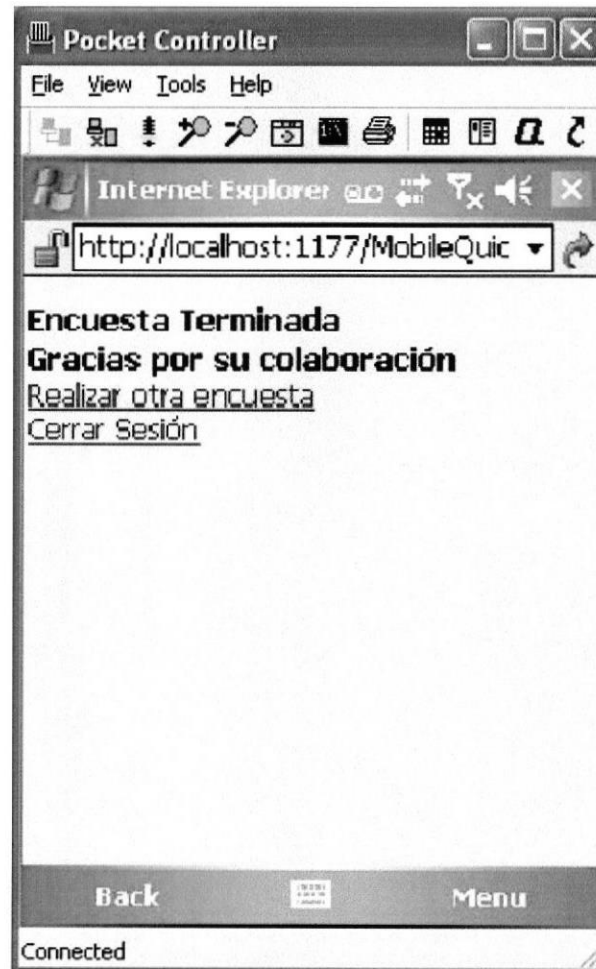 Pocket Controller
File View Tools Help
Internet Explorer
http://localhost:1177/MobileQuic
Encuesta Terminada
Gracias por su colaboración
Realizar otra encuesta
Cerrar Sesión
Back Menu
Connected